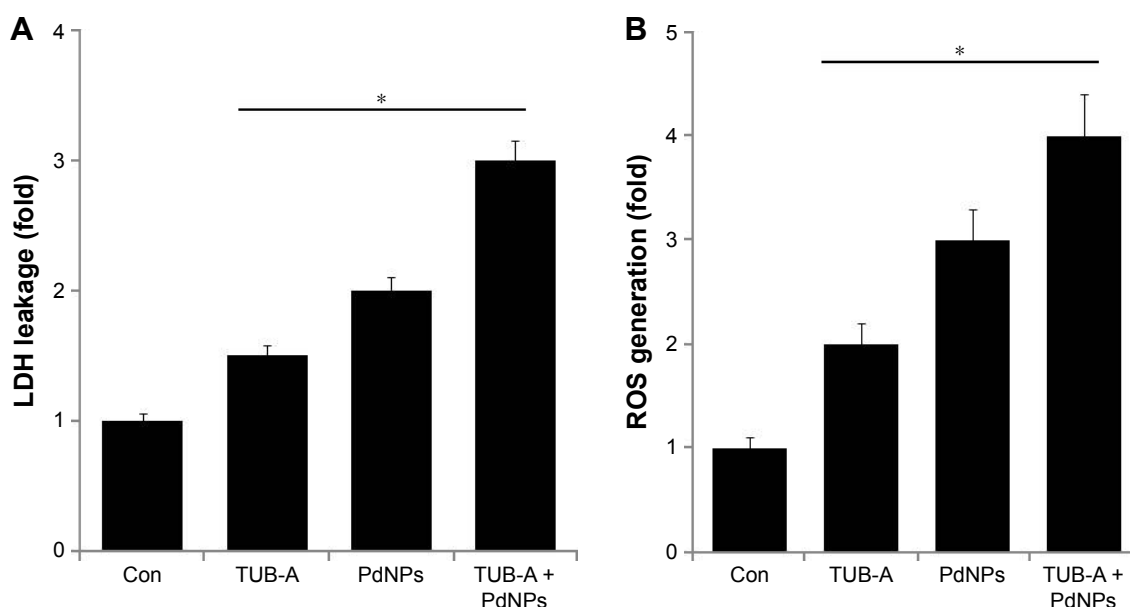 A
LDH leakage (fold)
4
3
2
1
0
*
Con
TUB-A
PdNPs
TUB-A +
PdNPs
B
ROS generation (fold)
5
4
3
2
1
0
*
Con
TUB-A
PdNPs
TUB-A +
PdNPs